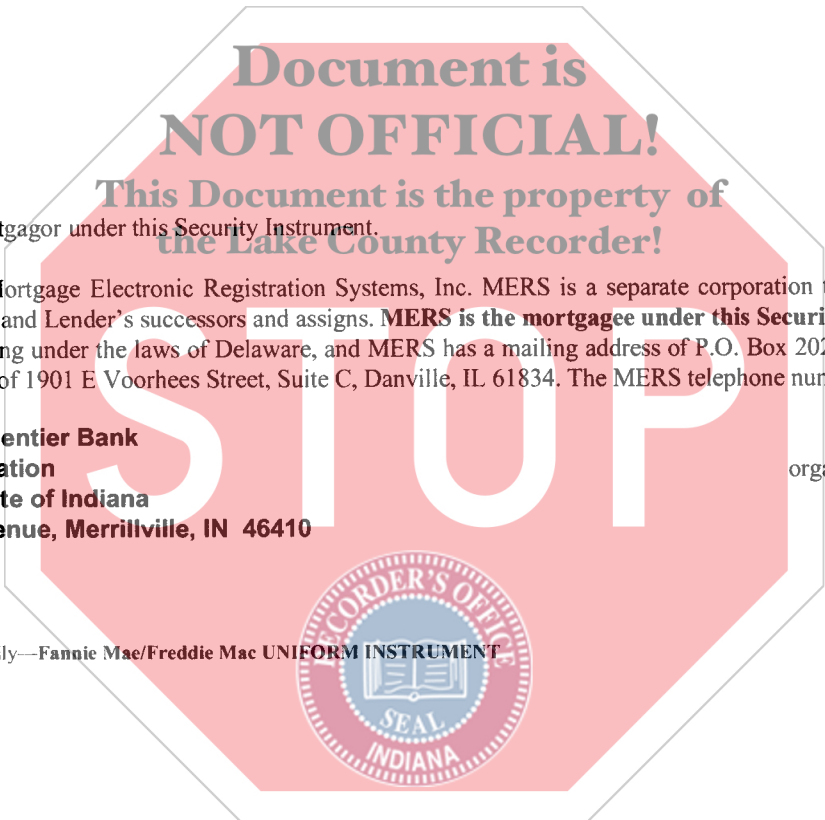 Document is
NOT OFFICIAL!
This Document is the property of
the Lake County Recorder!
tgagor under this Security Instrument.
ortgage Electronic Registration Systems, Inc. MERS is a separate corporation
and Lender's successors and assigns. MERS is the mortgagee under this Securi
ng under the laws of Delaware, and MERS has a mailing address of P.O. Box 202
of 1901 E Voorhees Street, Suite C, Danville, IL 61834. The MERS telephone nun
STOP
entier Bank
ation
orga
te of Indiana
enue, Merrillville, IN 46410
RECORDER'S OFFICE
ly—Fannie Mae/Freddie Mac UNIFORM INSTRUMENT
SEAL
INDIANA